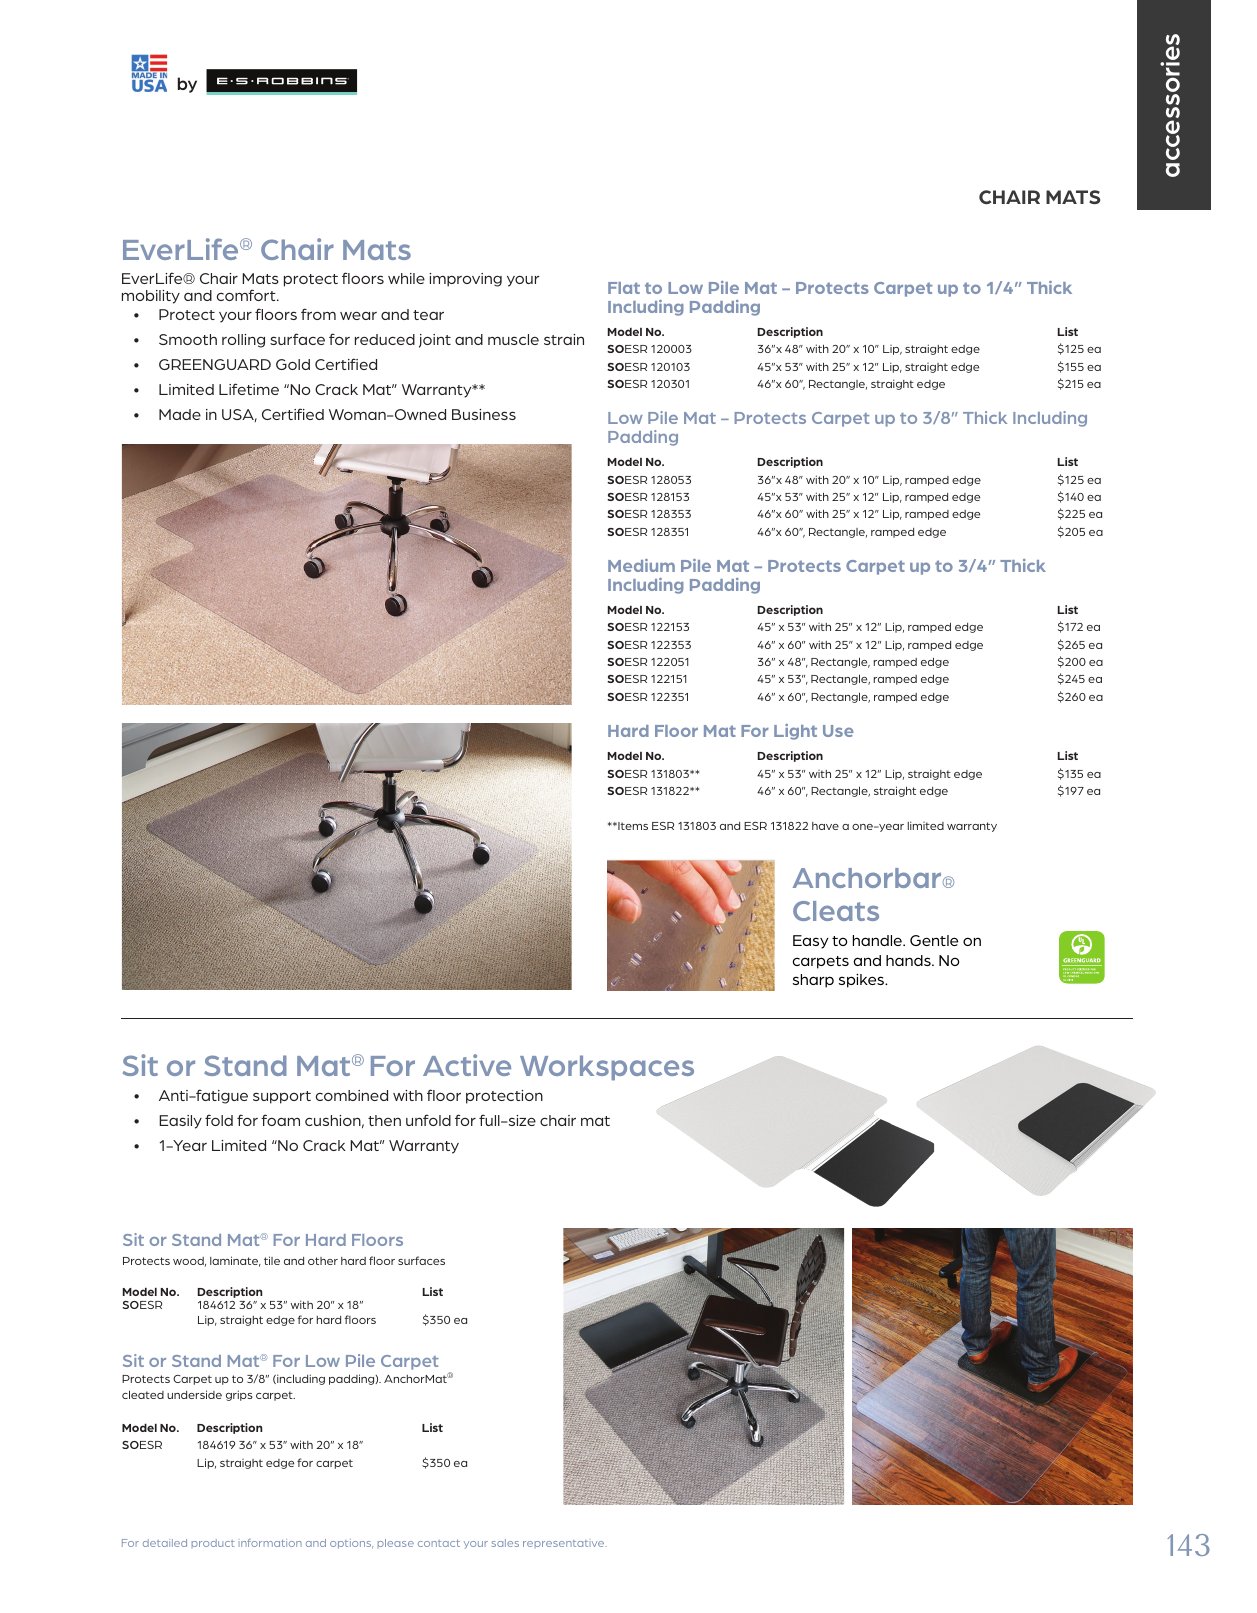 accessories
MADE IN
USA by E·S·ROBBINS
CHAIR MATS
EverLife® Chair Mats
EverLife® Chair Mats protect floors while improving your
mobility and comfort.
• Protect your floors from wear and tear
• Smooth rolling surface for reduced joint and muscle strain
• GREENGUARD Gold Certified
• Limited Lifetime “No Crack Mat” Warranty**
• Made in USA, Certified Woman-Owned Business
Flat to Low Pile Mat - Protects Carpet up to 1/4” Thick
Including Padding
Model No. Description List
SOESR 120003 36”x 48” with 20” x 10” Lip, straight edge $125 ea
SOESR 120103 45”x 53” with 25” x 12” Lip, straight edge $155 ea
SOESR 120301 46”x 60”, Rectangle, straight edge $215 ea
Low Pile Mat - Protects Carpet up to 3/8” Thick Including
Padding
Model No. Description List
SOESR 128053 36”x 48” with 20” x 10” Lip, ramped edge $125 ea
SOESR 128153 45”x 53” with 25” x 12” Lip, ramped edge $140 ea
SOESR 128353 46”x 60” with 25” x 12” Lip, ramped edge $225 ea
SOESR 128351 46”x 60”, Rectangle, ramped edge $205 ea
Medium Pile Mat - Protects Carpet up to 3/4” Thick
Including Padding
Model No. Description List
SOESR 122153 45” x 53” with 25” x 12” Lip, ramped edge $172 ea
SOESR 122353 46” x 60” with 25” x 12” Lip, ramped edge $265 ea
SOESR 122051 36” x 48”, Rectangle, ramped edge $200 ea
SOESR 122151 45” x 53”, Rectangle, ramped edge $245 ea
SOESR 122351 46” x 60”, Rectangle, ramped edge $260 ea
Hard Floor Mat For Light Use
Model No. Description List
SOESR 131803** 45” x 53” with 25” x 12” Lip, straight edge $135 ea
SOESR 131822** 46” x 60”, Rectangle, straight edge $197 ea
**Items ESR 131803 and ESR 131822 have a one-year limited warranty
Anchorbar®
Cleats
Easy to handle. Gentle on
carpets and hands. No
sharp spikes.
GREENGUARD
Sit or Stand Mat® For Active Workspaces
• Anti-fatigue support combined with floor protection
• Easily fold for foam cushion, then unfold for full-size chair mat
• 1-Year Limited “No Crack Mat” Warranty
Sit or Stand Mat® For Hard Floors
Protects wood, laminate, tile and other hard floor surfaces
Model No. Description List
SOESR 184612 36” x 53” with 20” x 18”
Lip, straight edge for hard floors $350 ea
Sit or Stand Mat® For Low Pile Carpet
Protects Carpet up to 3/8” (including padding). AnchorMat®
cleated underside grips carpet.
Model No. Description List
SOESR 184619 36” x 53” with 20” x 18”
Lip, straight edge for carpet $350 ea
For detailed product information and options, please contact your sales representative.
143